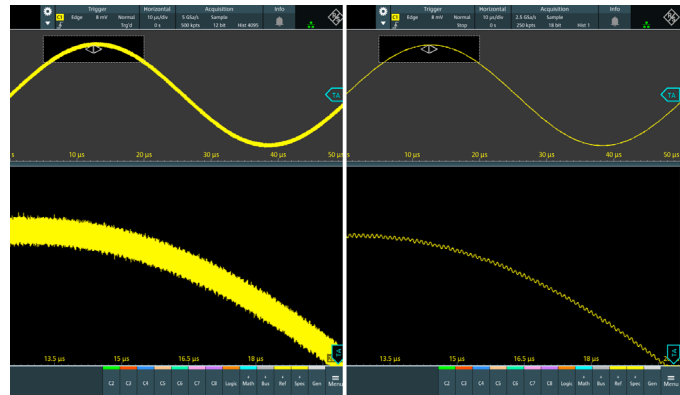 Trigger Horizontal Acquisition Info
C1 Edge 8 mV Normal 10 µs/div 5 GSa/s Sample
Trg'd 0 s 500 kpts 12 bit Hist 4095
TA
10 µs 20 µs 30 µs 40 µs 50 µs
13.5 µs 15 µs 16.5 µs 18 µs
TA
C2 C3 C4 C5 C6 C7 C8 Logic Math Bus Ref Spec Gen Menu
Trigger Horizontal Acquisition Info
C1 Edge 8 mV Normal 10 µs/div 2.5 GSa/s Sample
Stop 0 s 250 kpts 18 bit Hist 1
TA
10 µs 20 µs 30 µs 40 µs 50 µs
13.5 µs 15 µs 16.5 µs 18 µs
TA
C2 C3 C4 C5 C6 C7 C8 Logic Math Bus Ref Spec Gen Menu